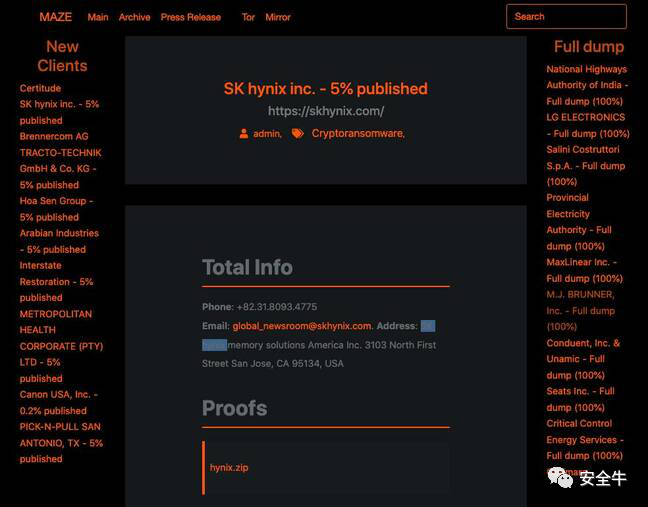 MAZE Main Archive Press Release Tor Mirror Search
New
Clients
Certitude
SK hynix inc. - 5%
published
Brennercom AG
TRACTO-TECHNIK
GmbH & Co. KG -
5% published
Hoa Sen Group -
5% published
Arabian Industries
- 5% published
Interstate
Restoration - 5%
published
METROPOLITAN
HEALTH
CORPORATE (PTY)
LTD - 5%
published
Canon USA, Inc. -
0.2% published
PICK-N-PULL SAN
ANTONIO, TX - 5%
published
SK hynix inc. - 5% published
https://skhynix.com/
admin, Cryptoransomware,
Total Info
Phone: +82.31.8093.4775
Email: global_newsroom@skhynix.com. Address: SK
hynix memory solutions America Inc. 3103 North First
Street San Jose, CA 95134, USA
Proofs
hynix.zip
Full dump
National Highways
Authority of India -
Full dump (100%)
LG ELECTRONICS
- Full dump (100%)
Salini Costruttori
S.p.A. - Full dump
(100%)
Provincial
Electricity
Authority - Full
dump (100%)
MaxLinear Inc. -
Full dump (100%)
M.J. BRUNNER,
Inc. - Full dump
(100%)
Conduent, Inc. &
Unamic - Full
dump (100%)
Seats Inc. - Full
dump (100%)
Critical Control
Energy Services -
Full dump (100%)
安全牛